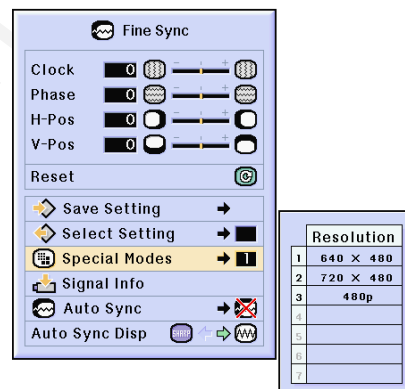 Fine Sync
Clock 0 - +
Phase 0 - +
H-Pos 0 - +
V-Pos 0 - +
Reset
Save Setting
Select Setting
Special Modes 1
Signal Info
Auto Sync
Auto Sync Disp SHARP
Resolution
1 640 × 480
2 720 × 480
3 480p
4
5
6
7